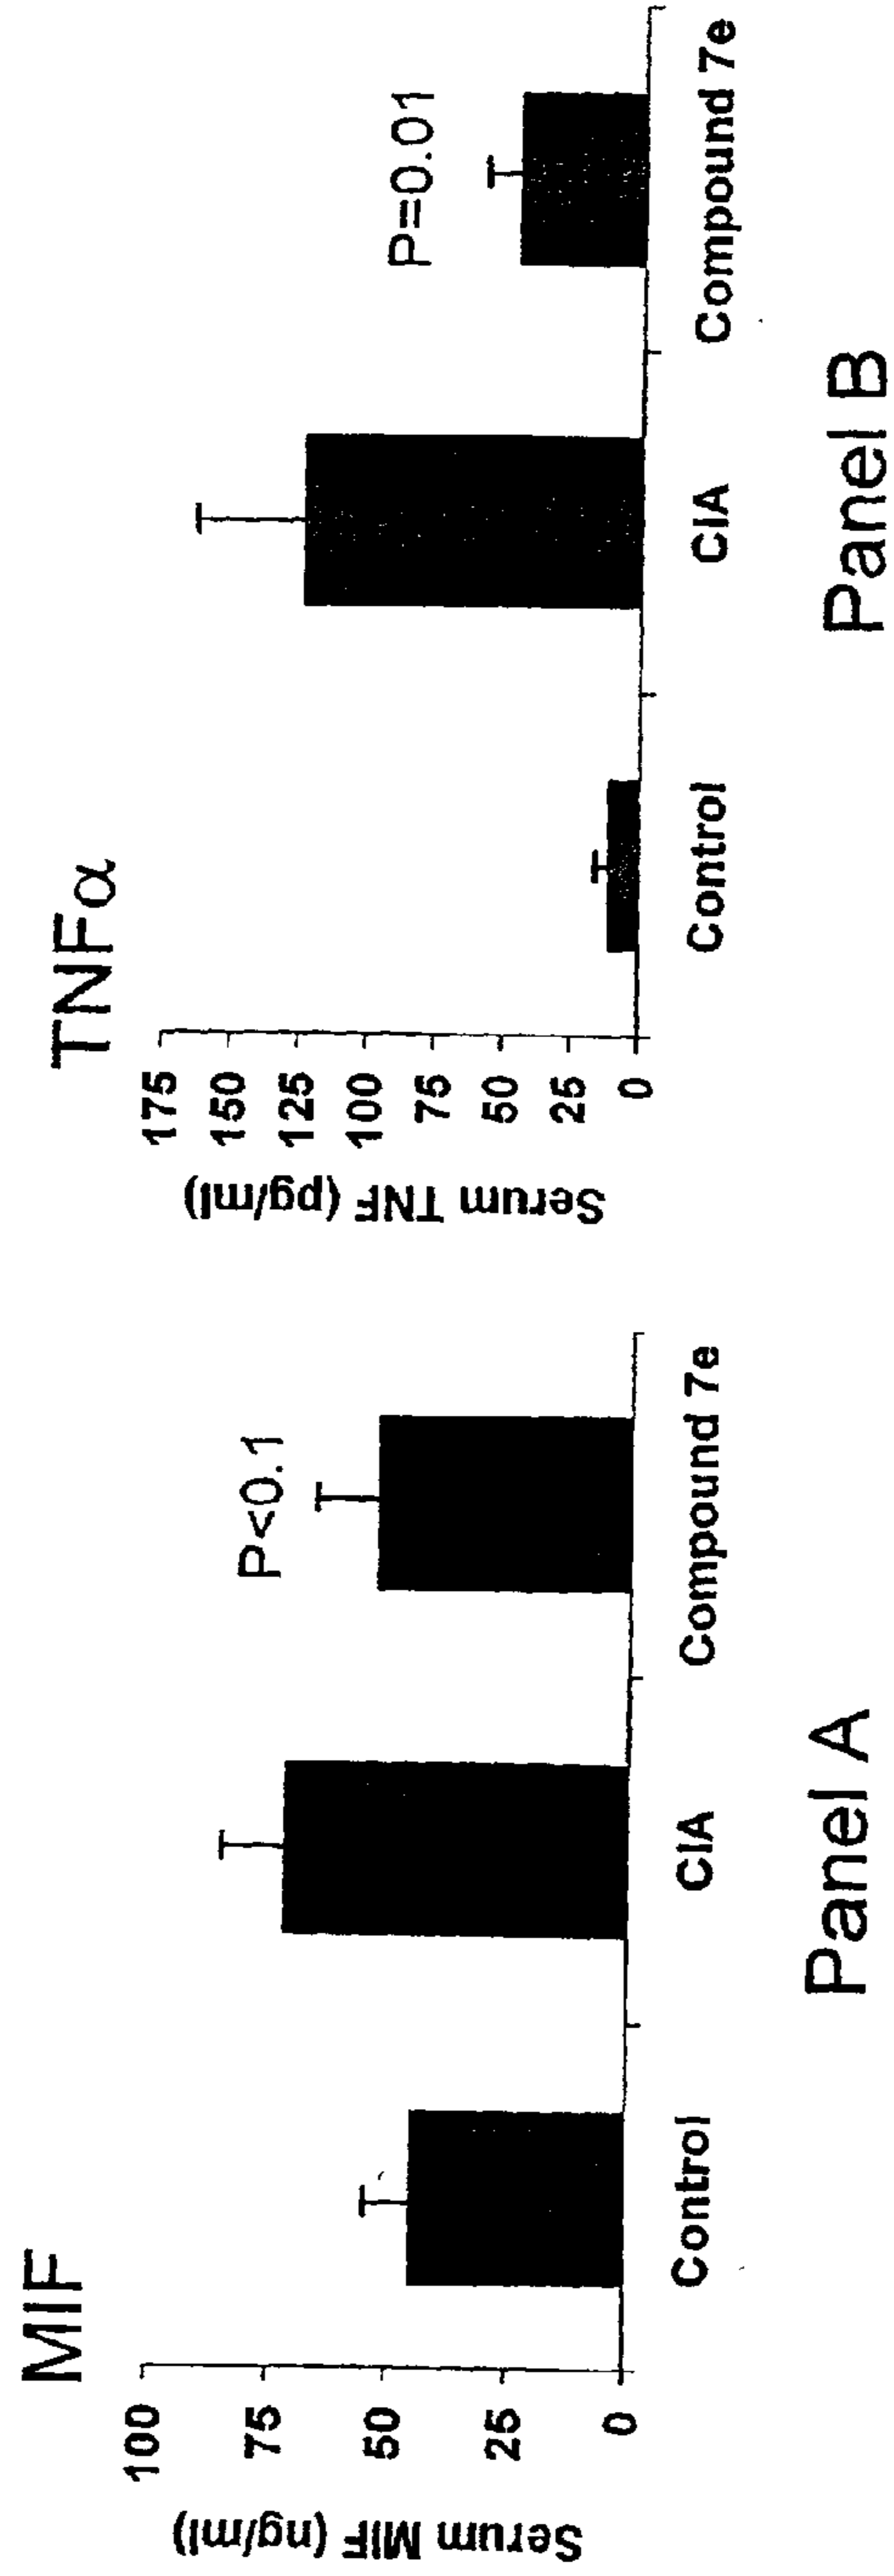 MIF
Serum MIF (ng/ml)
100
75
50
25
0
P<0.1
Control
CIA
Compound 7e
Panel A
TNFα
Serum TNF (pg/ml)
175
150
125
100
75
50
25
0
P=0.01
Control
CIA
Compound 7e
Panel B